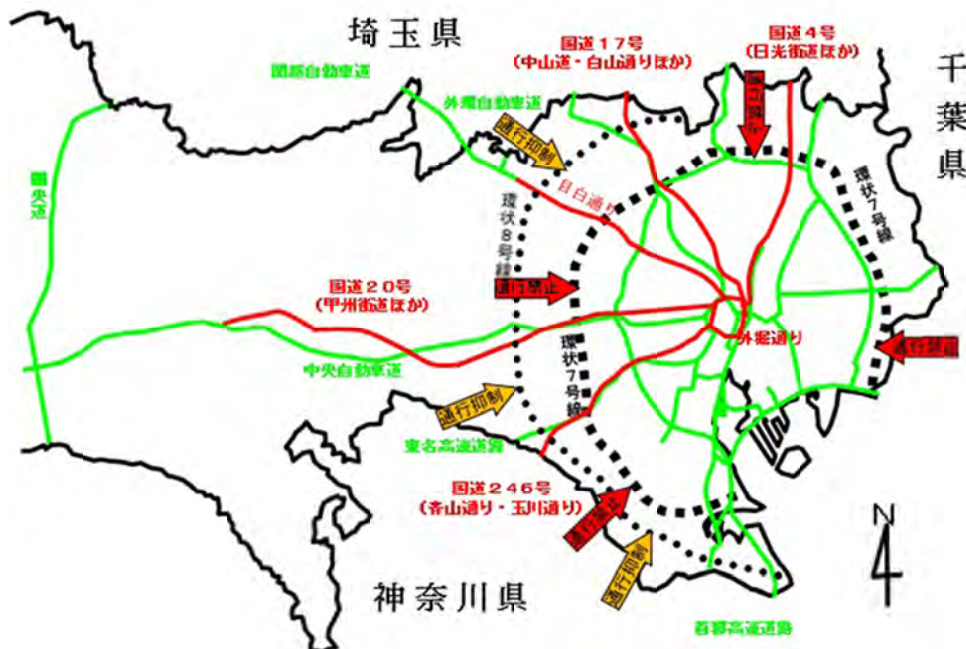 埼玉県
国道17号
(中山道・白山通りほか)
国道4号
(日光街道ほか)
千葉県
関越自動車道
外環自動車道
通行禁止
通行抑制
目白通り
環状7号線
圏央道
環状8号線
国道20号
(甲州街道ほか)
通行禁止
外堀通り
通行禁止
中央自動車道
環状7号線
通行抑制
東名高速道路
国道246号
(青山通り・玉川通り)
通行禁止
通行抑制
N
神奈川県
首都高速道路